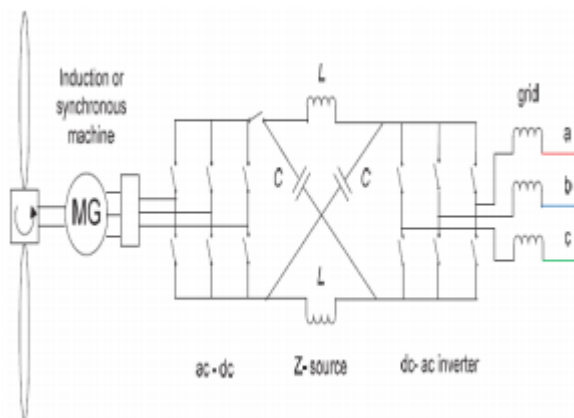 Induction or
synchronous
machine
MG
L
C
C
L
grid
a
b
c
ac - dc
Z- source
dc- ac inverter